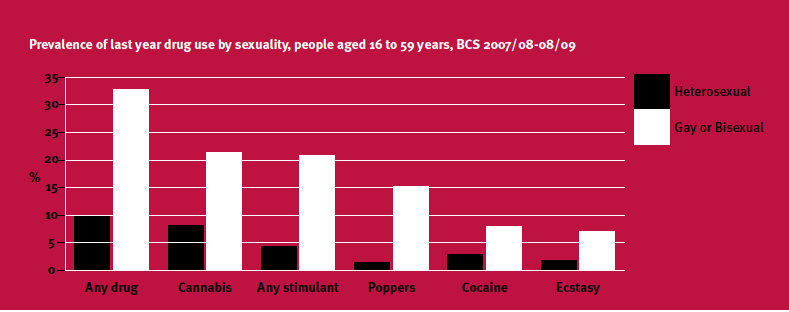 Prevalence of last year drug use by sexuality, people aged 16 to 59 years, BCS 2007/08-08/09
35
30
25
20
15
10
5
0
%
Heterosexual
Gay or Bisexual
Any drug
Cannabis
Any stimulant
Poppers
Cocaine
Ecstasy